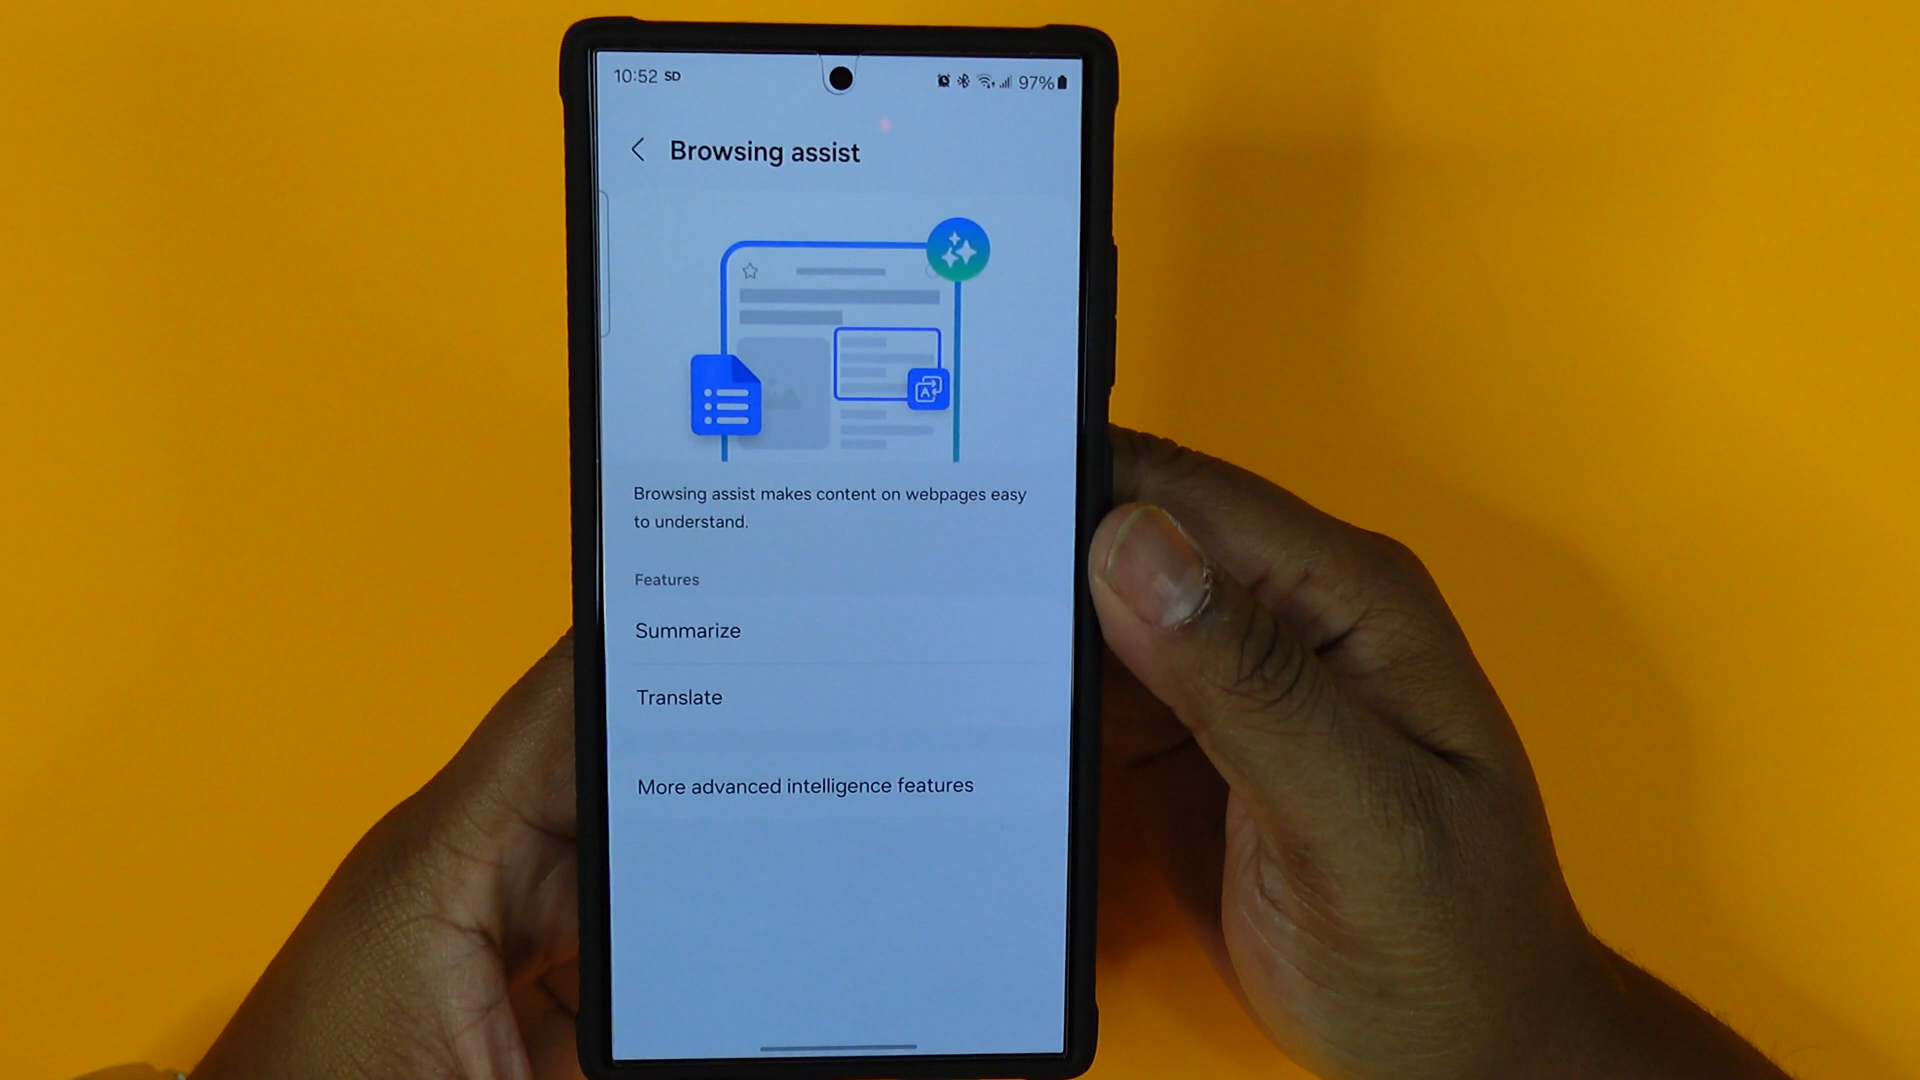 10:52 SD 97%
Browsing assist
A
Browsing assist makes content on webpages easy
to understand.
Features
Summarize
Translate
More advanced intelligence features